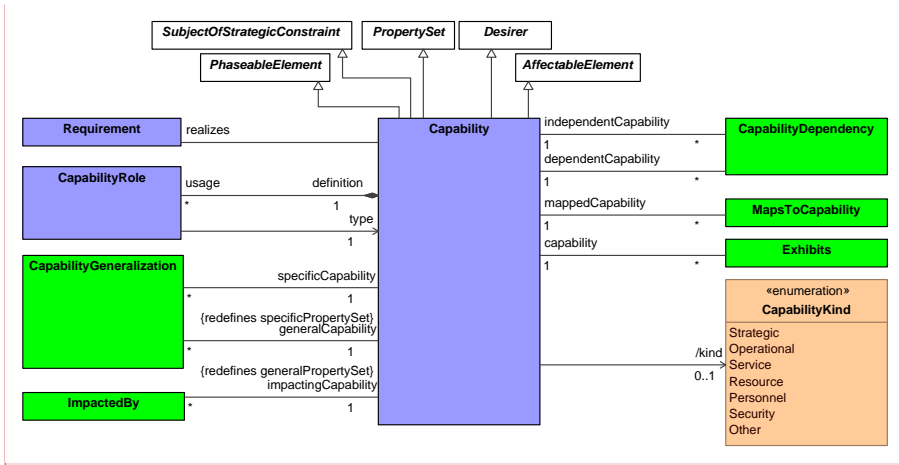 SubjectOfStrategicConstraint
PropertySet
Desirer
PhaseableElement
AffectableElement
Requirement
realizes
Capability
independentCapability
1
*
CapabilityDependency
dependentCapability
1
*
CapabilityRole
usage
*
definition
1
type
1
mappedCapability
1
*
MapsToCapability
capability
1
*
Exhibits
CapabilityGeneralization
specificCapability
*
1
{redefines specificPropertySet}
generalCapability
*
1
{redefines generalPropertySet}
impactingCapability
ImpactedBy
*
1
/kind
0..1
«enumeration»
CapabilityKind
Strategic
Operational
Service
Resource
Personnel
Security
Other